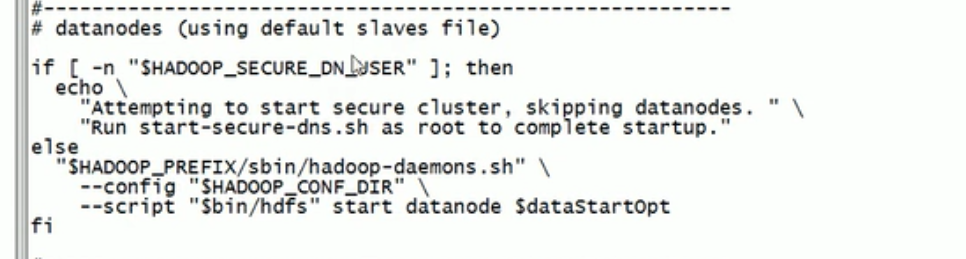 #---------------------------------------------------------
# datanodes (using default slaves file)
if [ -n "$HADOOP_SECURE_DN_USER" ]; then
echo \
"Attempting to start secure cluster, skipping datanodes. " \
"Run start-secure-dns.sh as root to complete startup."
else
"$HADOOP_PREFIX/sbin/hadoop-daemons.sh" \
--config "$HADOOP_CONF_DIR" \
--script "$bin/hdfs" start datanode $dataStartOpt
fi